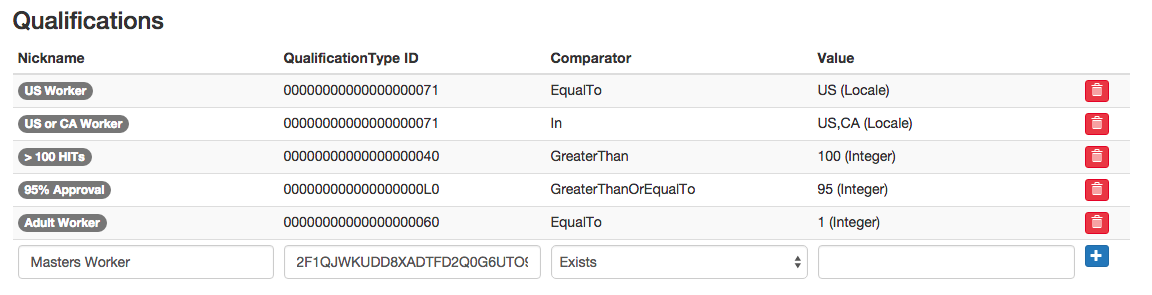 Qualifications
Nickname QualificationType ID Comparator Value
US Worker 00000000000000000071 EqualTo US (Locale)
US or CA Worker 00000000000000000071 In US,CA (Locale)
> 100 HITs 00000000000000000040 GreaterThan 100 (Integer)
95% Approval 000000000000000000L0 GreaterThanOrEqualTo 95 (Integer)
Adult Worker 00000000000000000060 EqualTo 1 (Integer)
Masters Worker 2F1QJWKUDD8XADTFD2Q0G6UTO9 Exists